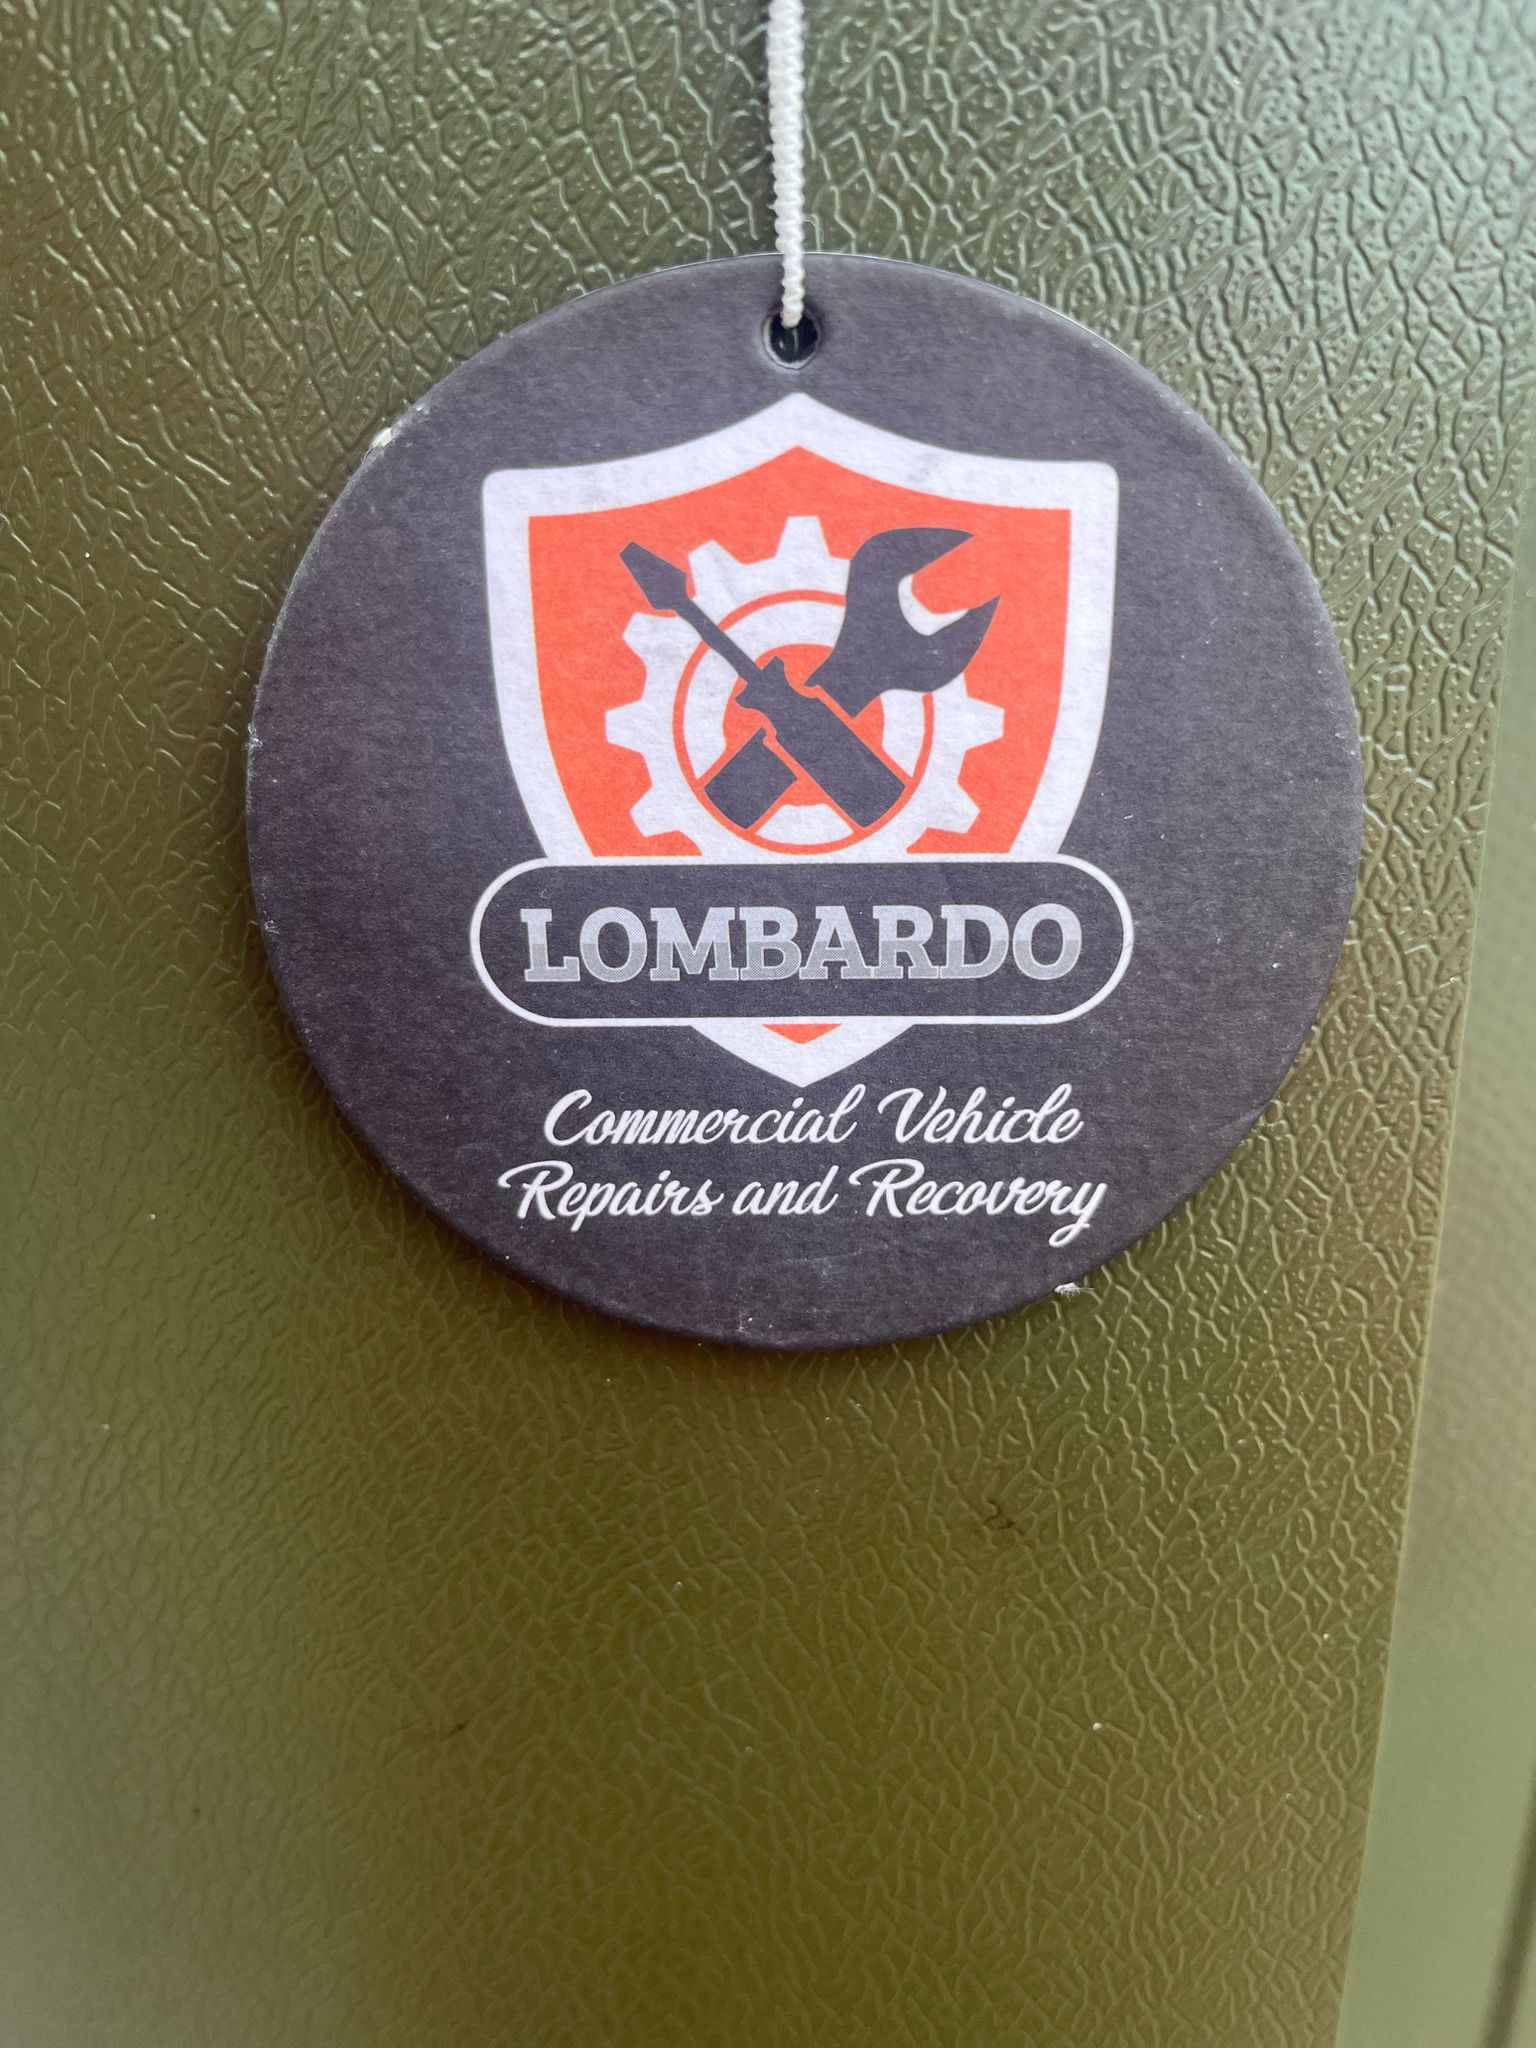 LOMBARDO
Commercial Vehicle
Repairs and Recovery